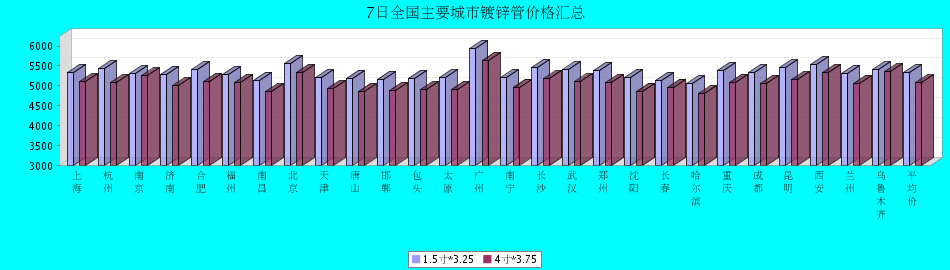 7日全国主要城市镀锌管价格汇总
6000
5500
5000
4500
4000
3500
3000
上海 杭州 南京 济南 合肥 福州 南昌 北京 天津 唐山 邯郸 包头 太原 广州 南宁 长沙 武汉 郑州 沈阳 长春 哈尔滨 重庆 成都 昆明 西安 兰州 乌鲁木齐 平均价
1.5寸*3.25 4寸*3.75